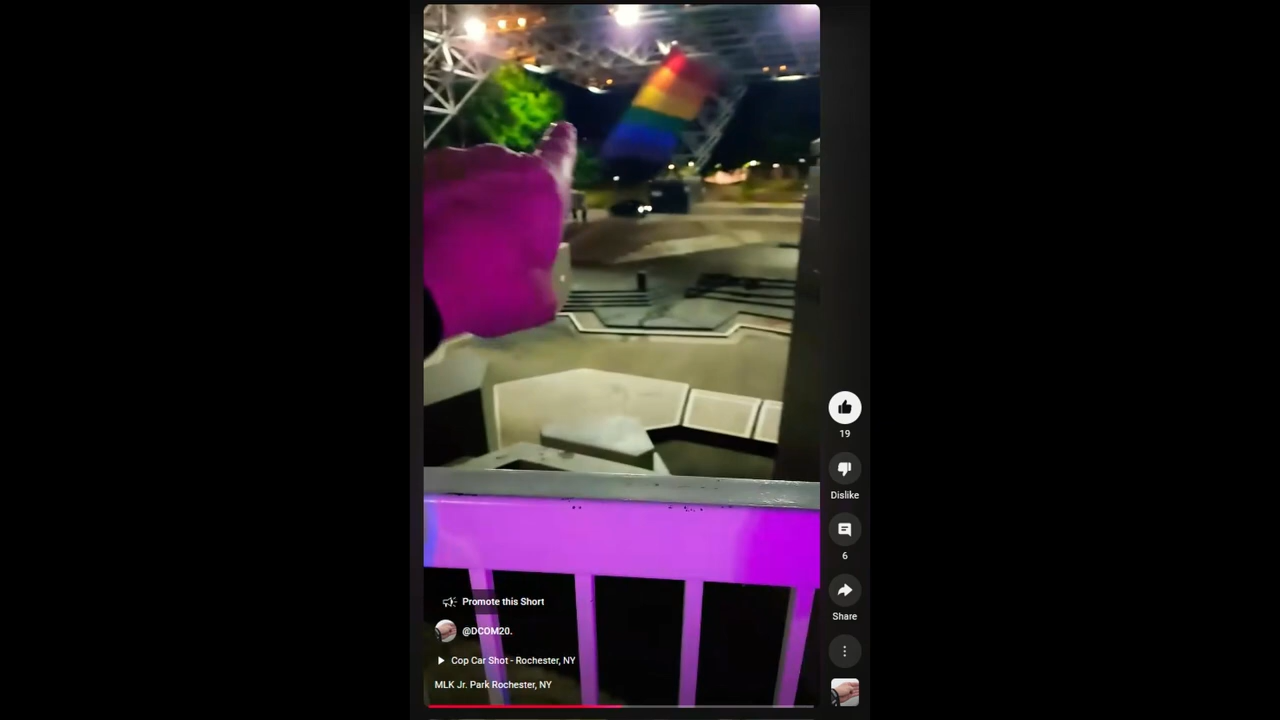 19
Dislike
6
Share
Promote this Short
@DCOM20.
Cop Car Shot - Rochester, NY
MLK Jr. Park Rochester, NY